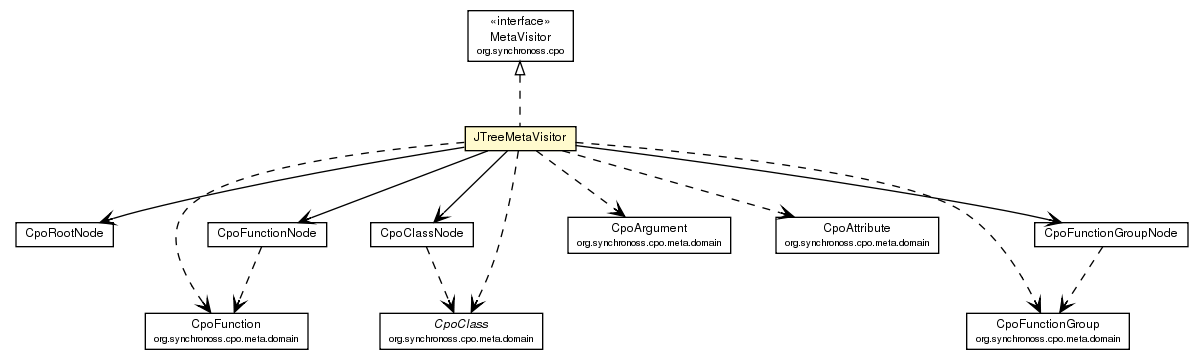 «interface»
MetaVisitor
org.synchronoss.cpo
JTreeMetaVisitor
CpoRootNode
CpoFunctionNode
CpoClassNode
CpoArgument
org.synchronoss.cpo.meta.domain
CpoAttribute
org.synchronoss.cpo.meta.domain
CpoFunctionGroupNode
CpoFunction
org.synchronoss.cpo.meta.domain
CpoClass
org.synchronoss.cpo.meta.domain
CpoFunctionGroup
org.synchronoss.cpo.meta.domain